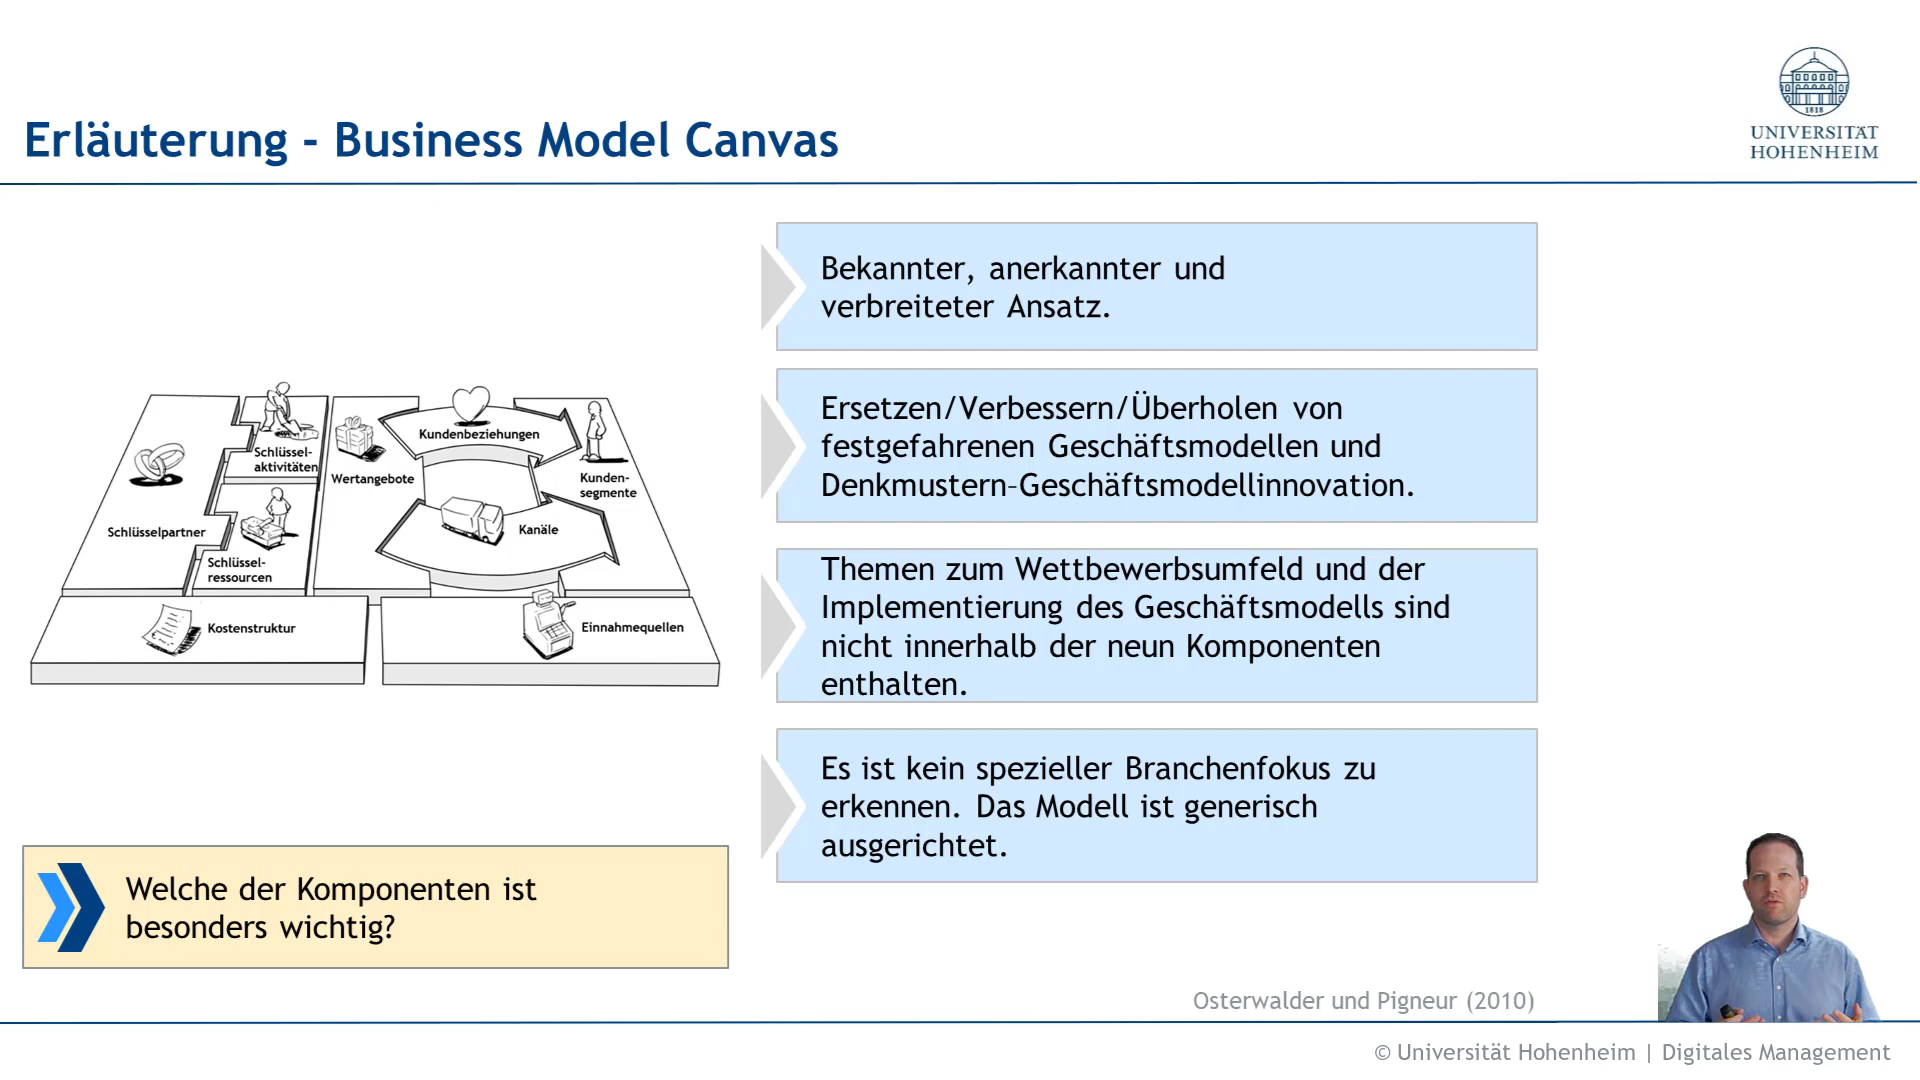 Erläuterung - Business Model Canvas
1818
UNIVERSITÄT
HOHENHEIM
Bekannter, anerkannter und
verbreiteter Ansatz.
Ersetzen/Verbessern/Überholen von
festgefahrenen Geschäftsmodellen und
Denkmustern–Geschäftsmodellinnovation.
Themen zum Wettbewerbsumfeld und der
Implementierung des Geschäftsmodells sind
nicht innerhalb der neun Komponenten
enthalten.
Es ist kein spezieller Branchenfokus zu
erkennen. Das Modell ist generisch
ausgerichtet.
Schlüsselpartner
Schlüssel-
aktivitäten
Schlüssel-
ressourcen
Wertangebote
Kundenbeziehungen
Kanäle
Kunden-
segmente
Kostenstruktur
Einnahmequellen
Welche der Komponenten ist
besonders wichtig?
Osterwalder und Pigneur (2010)
© Universität Hohenheim | Digitales Management